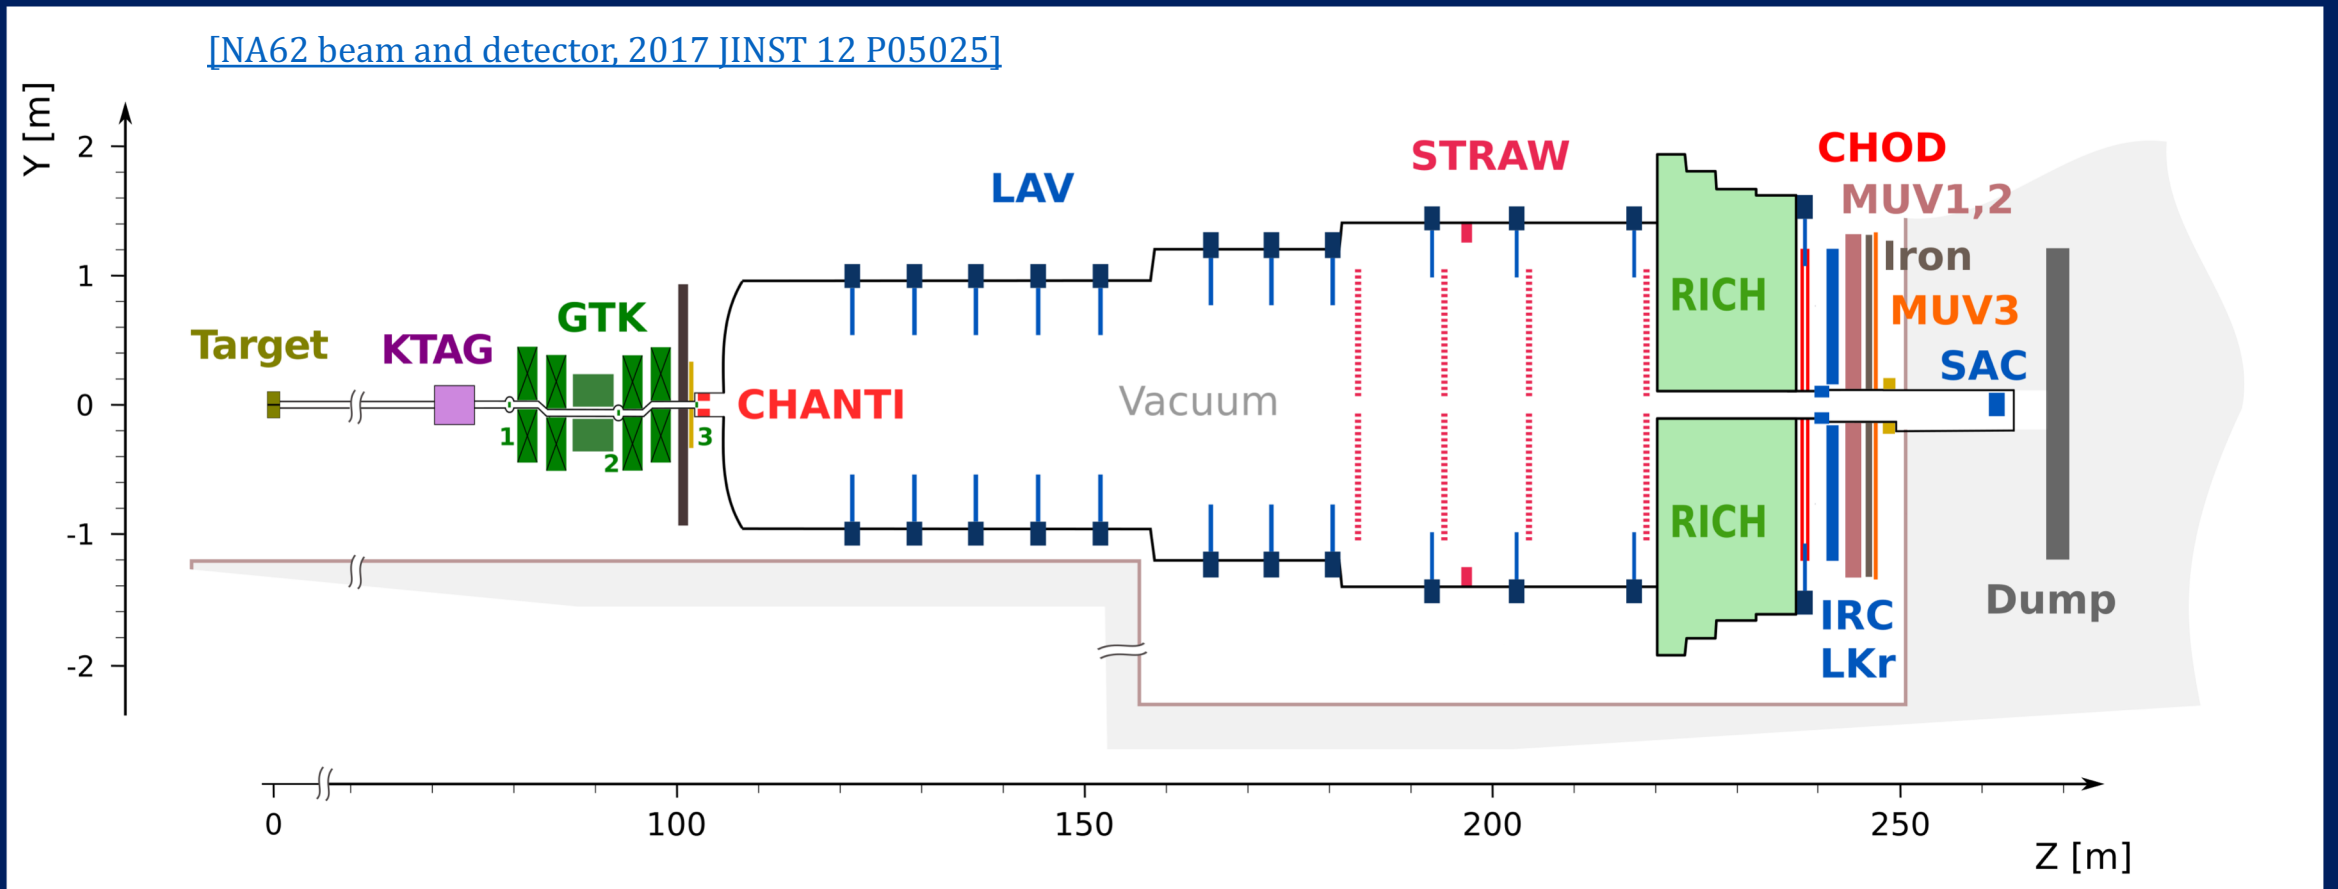 [NA62 beam and detector, 2017 JINST 12 P05025]
Y [m]
2
1
0
-1
-2
Target
KTAG
GTK
1
2
3
CHANTI
LAV
Vacuum
STRAW
RICH
RICH
CHOD
MUV1,2
Iron
MUV3
SAC
IRC
LKr
Dump
0
100
150
200
250
Z [m]